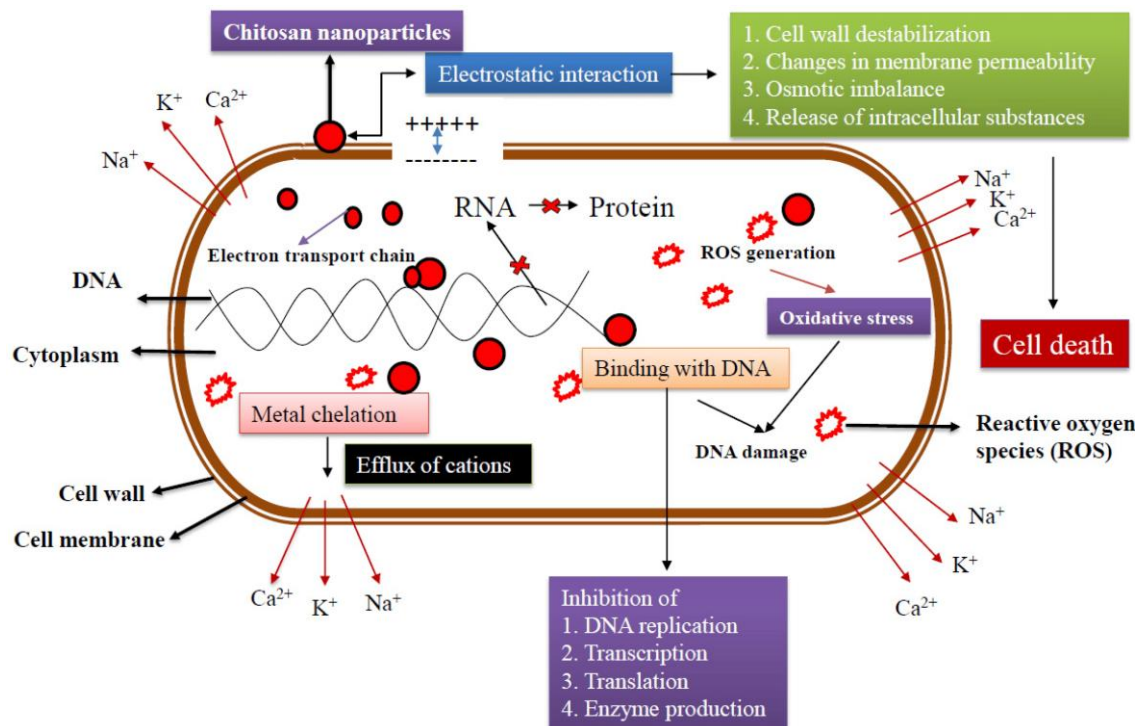 Chitosan nanoparticles
Electrostatic interaction
1. Cell wall destabilization
2. Changes in membrane permeability
3. Osmotic imbalance
4. Release of intracellular substances
K⁺
Ca²⁺
Na⁺
+++++
-------
Na⁺
K⁺
Ca²⁺
RNA
Protein
Electron transport chain
ROS generation
DNA
Oxidative stress
Cytoplasm
Cell death
Binding with DNA
Metal chelation
Efflux of cations
DNA damage
Reactive oxygen
species (ROS)
Cell wall
Cell membrane
Na⁺
K⁺
Ca²⁺
Ca²⁺
K⁺
Na⁺
Inhibition of
1. DNA replication
2. Transcription
3. Translation
4. Enzyme production